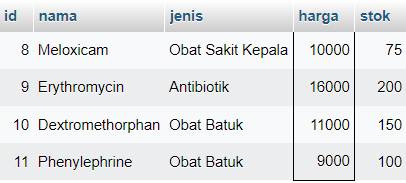 id nama jenis harga stok
8 Meloxicam Obat Sakit Kepala 10000 75
9 Erythromycin Antibiotik 16000 200
10 Dextromethorphan Obat Batuk 11000 150
11 Phenylephrine Obat Batuk 9000 100